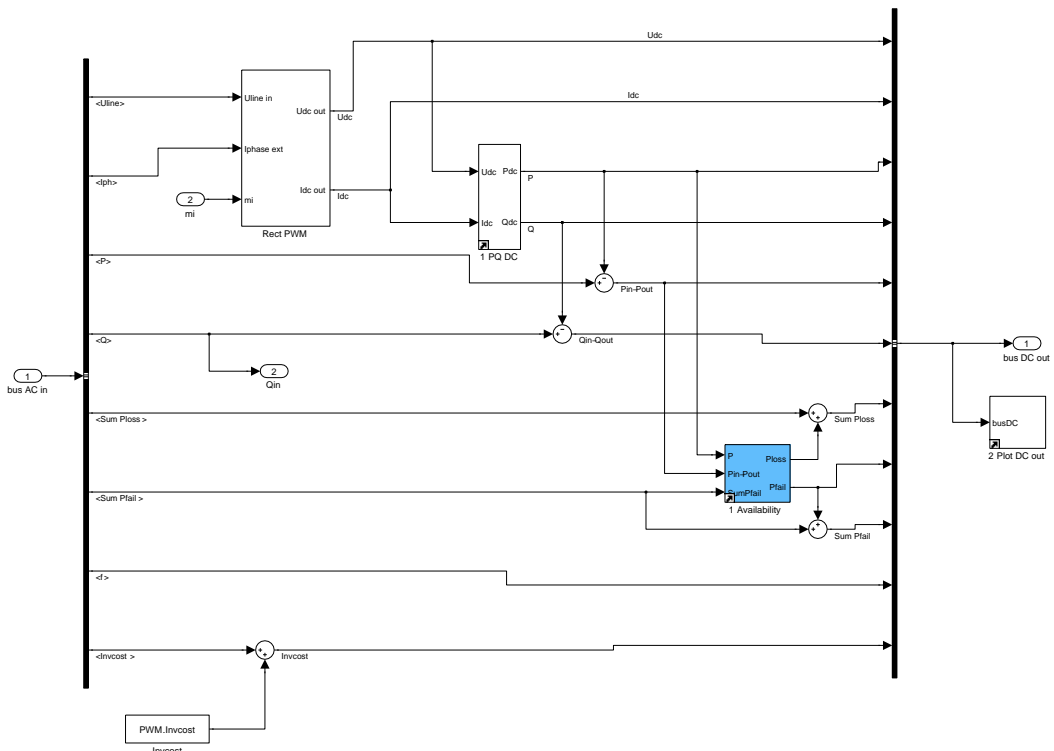 Udc
<Uline>
Uline in
Udc out
Udc
Idc
<Iph>
Iphase ext
Idc out
Idc
2
mi
mi
Rect PWM
Udc
Pdc
P
Idc
Qdc
Q
1 PQ DC
<P>
Pin-Pout
<Q>
Qin-Qout
2
Qin
1
bus AC in
1
bus DC out
<Sum Ploss >
Sum Ploss
busDC
2 Plot DC out
P
Ploss
Pin-Pout
Pfail
SumPfail
1 Availability
<Sum Pfail >
Sum Pfail
<f >
<Invcost >
Invcost
PWM.Invcost
Invcost